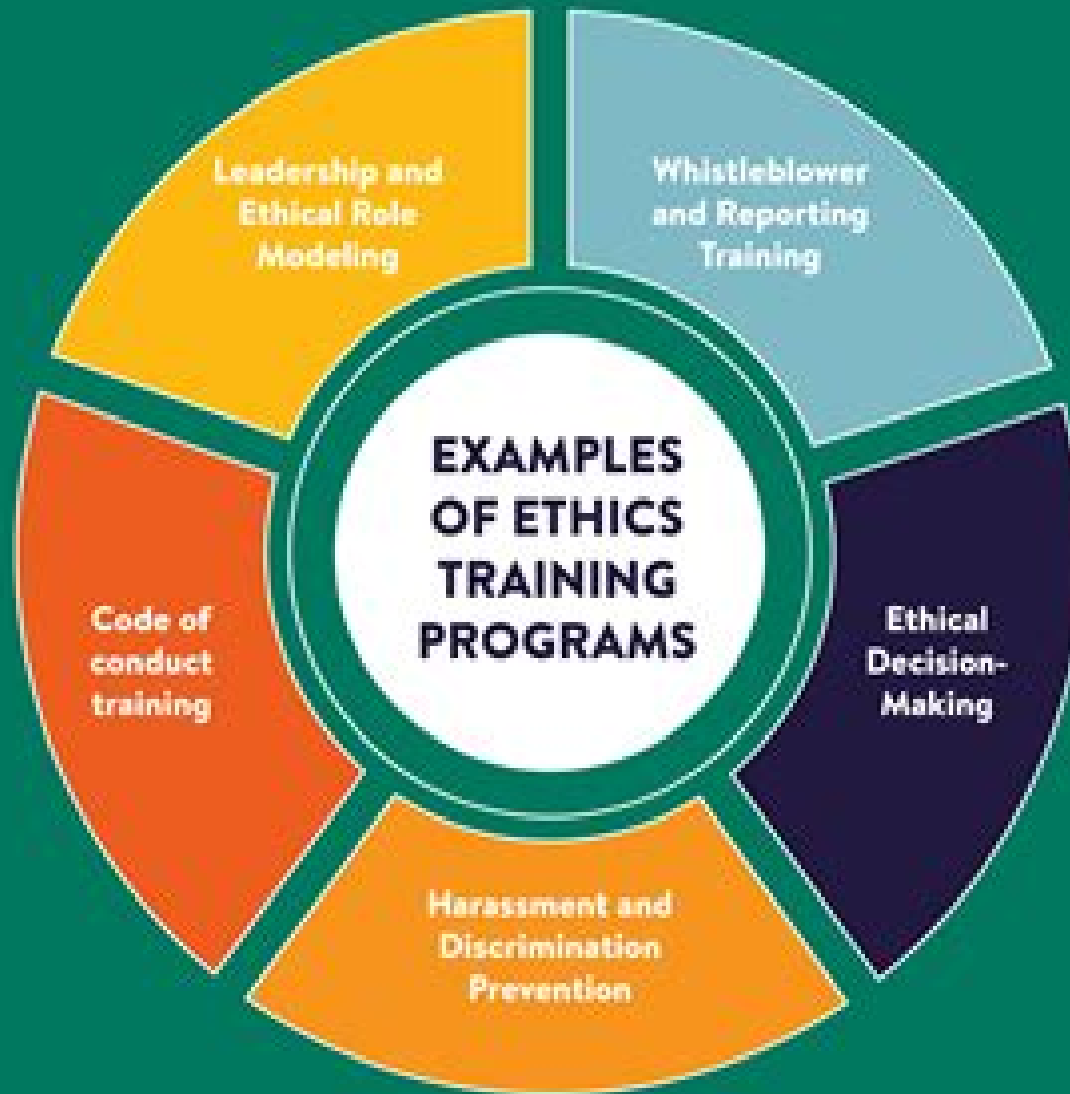 EXAMPLES
OF ETHICS
TRAINING
PROGRAMS
Leadership and
Ethical Role
Modeling
Whistleblower
and Reporting
Training
Ethical
Decision-
Making
Harassment and
Discrimination
Prevention
Code of
conduct
training